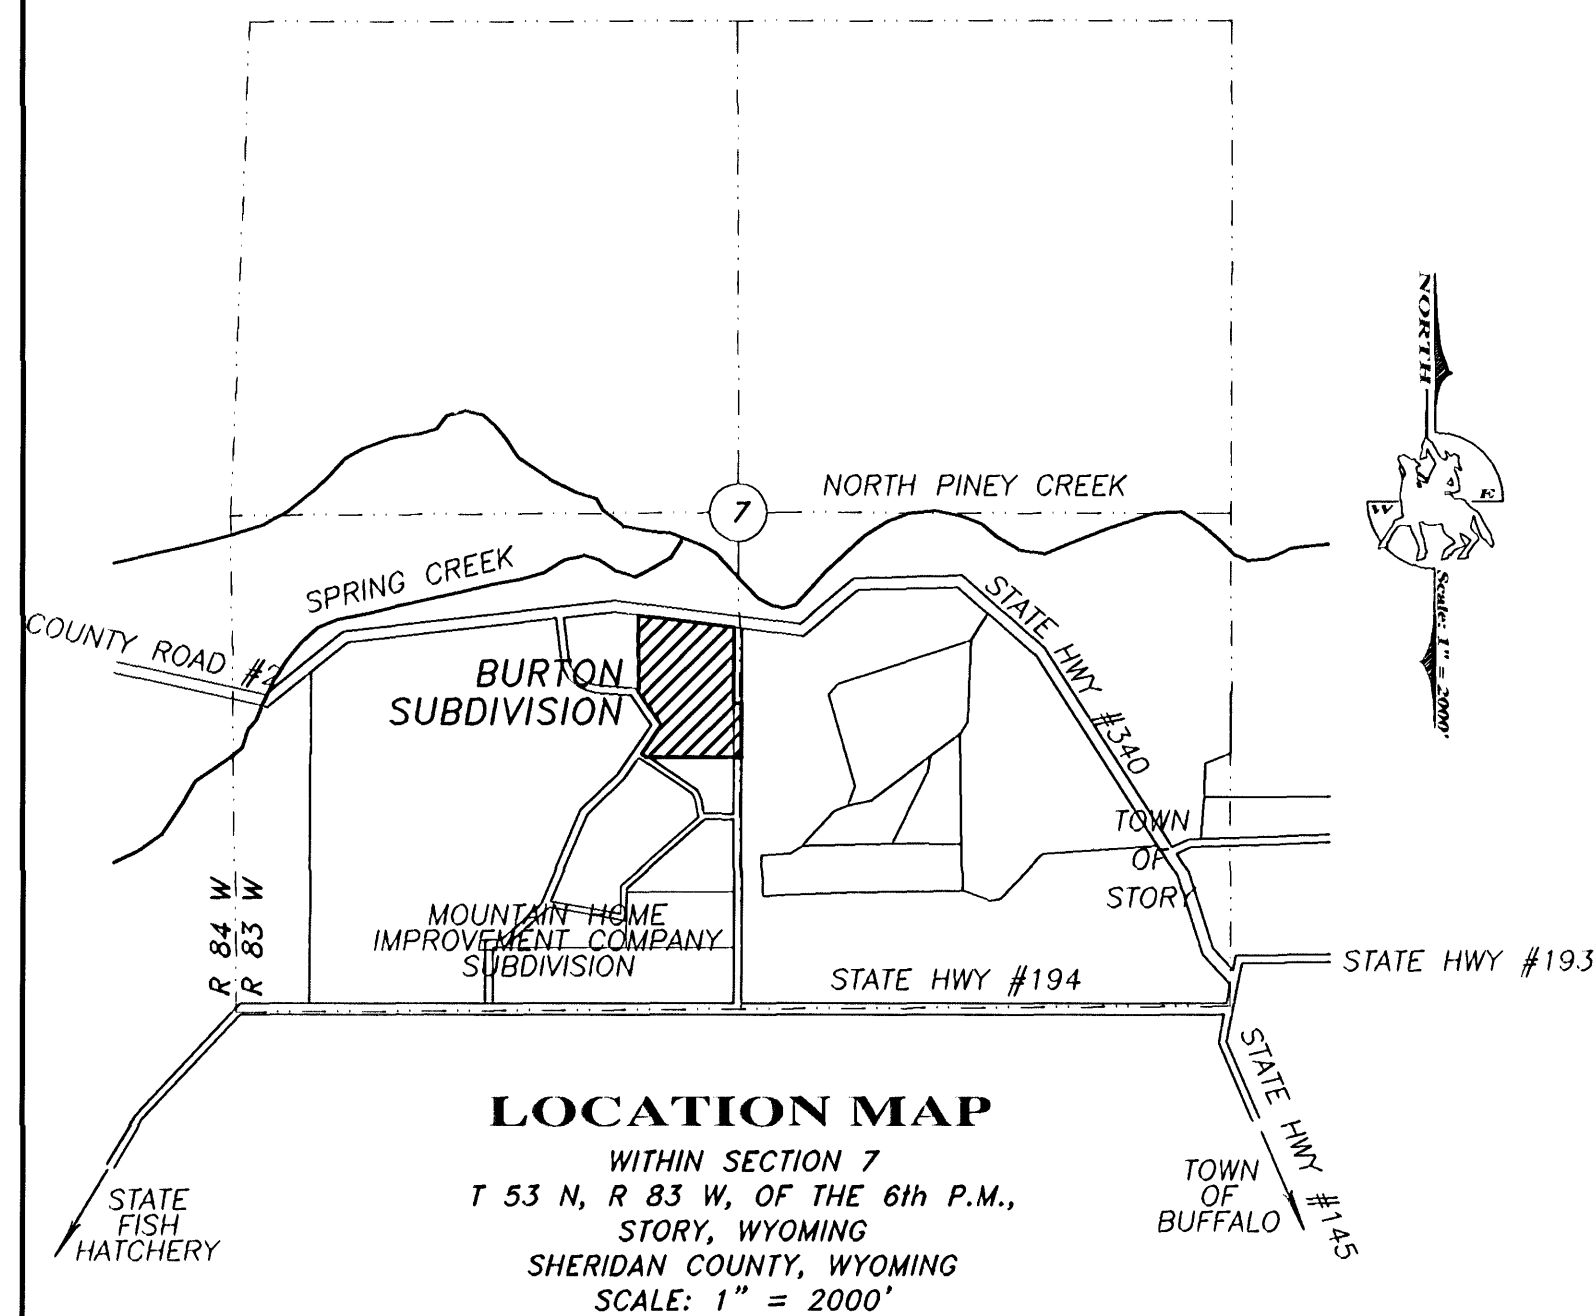 NORTH
W
E
Scale: 1" = 2000'
7
NORTH PINEY CREEK
SPRING CREEK
COUNTY ROAD #2
STATE HWY #340
BURTON
SUBDIVISION
TOWN
OF
STORY
R 84 W
R 83 W
MOUNTAIN HOME
IMPROVEMENT COMPANY
SUBDIVISION
STATE HWY #194
STATE HWY #193
STATE HWY #145
STATE
FISH
HATCHERY
TOWN
OF
BUFFALO
LOCATION MAP
WITHIN SECTION 7
T 53 N, R 83 W, OF THE 6th P.M.,
STORY, WYOMING
SHERIDAN COUNTY, WYOMING
SCALE: 1" = 2000'